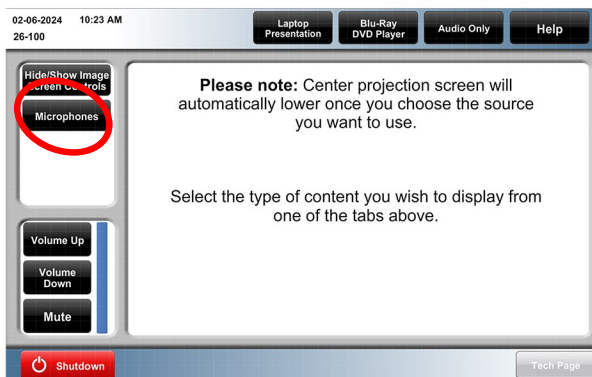 02-06-2024 10:23 AM
26-100
Laptop
Presentation
Blu-Ray
DVD Player
Audio Only
Help
Hide/Show Image
Screen Controls
Microphones
Volume Up
Volume
Down
Mute
Please note: Center projection screen will
automatically lower once you choose the source
you want to use.
Select the type of content you wish to display from
one of the tabs above.
Shutdown
Tech Page